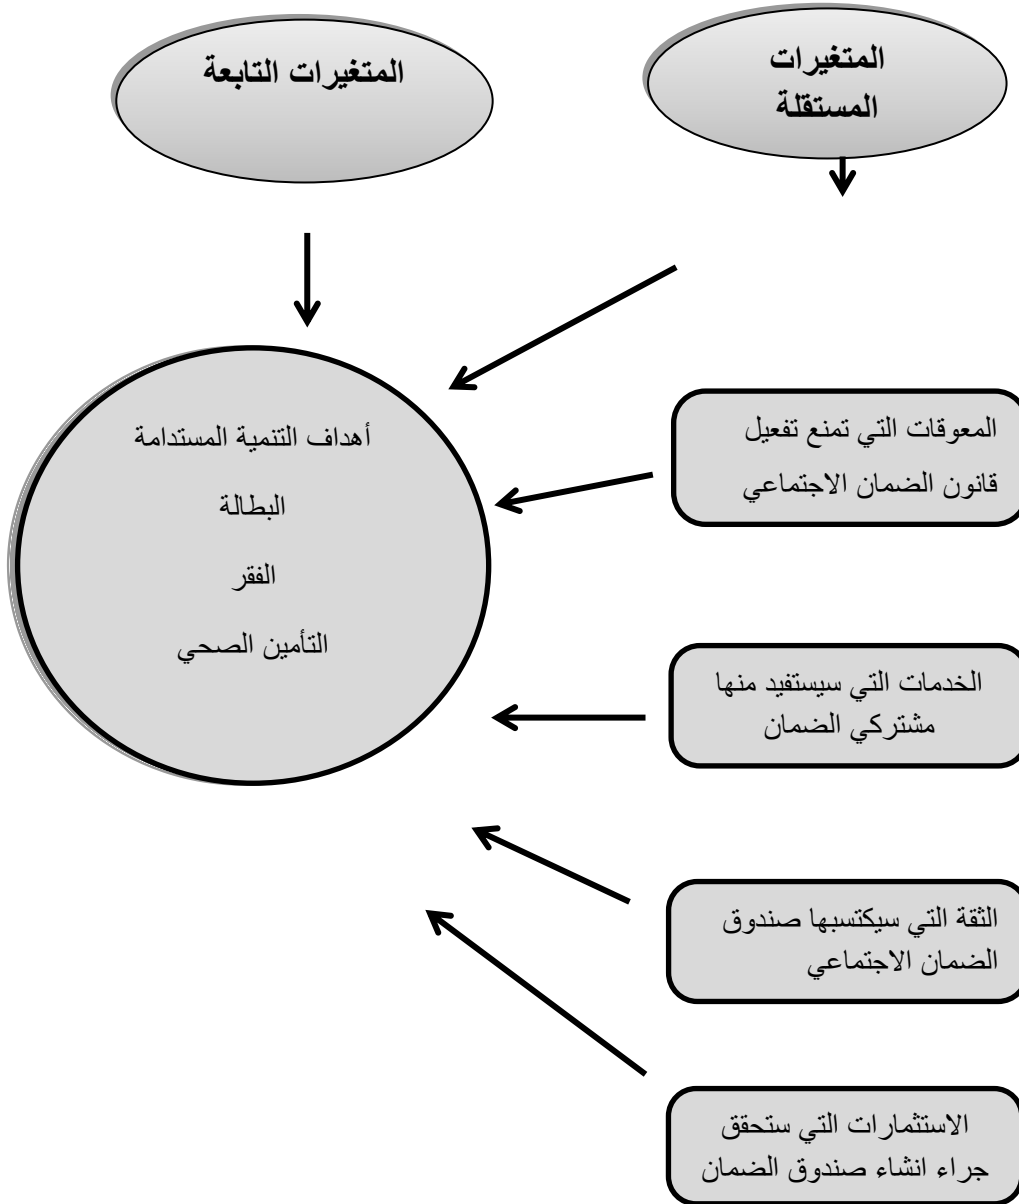 المتغيرات
المستقلة
المتغيرات التابعة
المعوقات التي تمنع تفعيل
قانون الضمان الاجتماعي
الخدمات التي سيستفيد منها
مشتركي الضمان
الثقة التي سيكتسبها صندوق
الضمان الاجتماعي
الاستثمارات التي ستحقق
جراء انشاء صندوق الضمان
أهداف التنمية المستدامة
البطالة
الفقر
التأمين الصحي